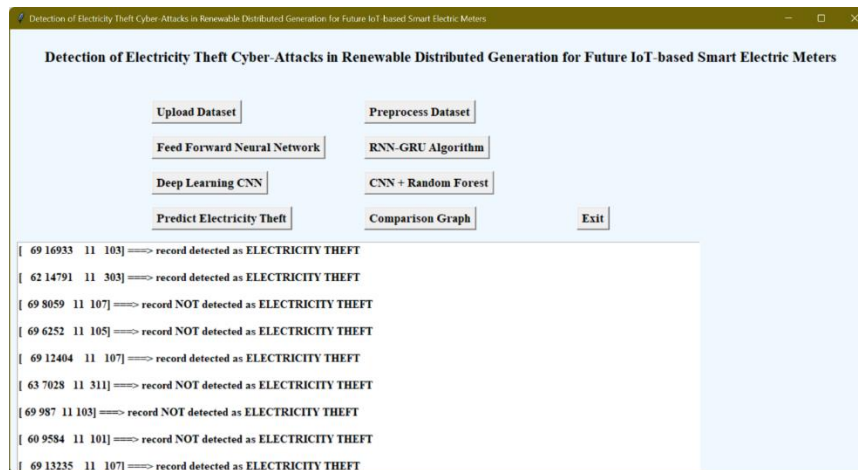 Detection of Electricity Theft Cyber-Attacks in Renewable Distributed Generation for Future IoT-based Smart Electric Meters
Detection of Electricity Theft Cyber-Attacks in Renewable Distributed Generation for Future IoT-based Smart Electric Meters
Upload Dataset Preprocess Dataset
Feed Forward Neural Network RNN-GRU Algorithm
Deep Learning CNN CNN + Random Forest
Predict Electricity Theft Comparison Graph Exit
[ 69 16933 11 103] ===> record detected as ELECTRICITY THEFT
[ 62 14791 11 303] ===> record detected as ELECTRICITY THEFT
[ 69 8059 11 107] ===> record NOT detected as ELECTRICITY THEFT
[ 69 6252 11 105] ===> record NOT detected as ELECTRICITY THEFT
[ 69 12404 11 107] ===> record detected as ELECTRICITY THEFT
[ 63 7028 11 311] ===> record NOT detected as ELECTRICITY THEFT
[ 69 987 11 103] ===> record NOT detected as ELECTRICITY THEFT
[ 60 9584 11 101] ===> record NOT detected as ELECTRICITY THEFT
[ 69 13235 11 107] ===> record detected as ELECTRICITY THEFT